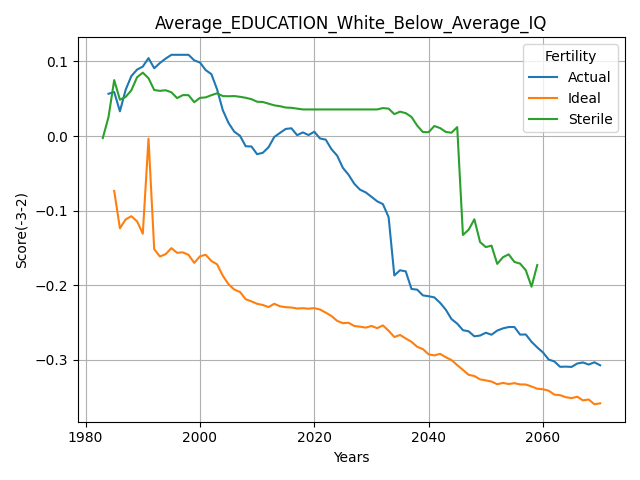 Average_EDUCATION_White_Below_Average_IQ
Fertility
Actual
Ideal
Sterile
Score(-3-2)
0.1
0.0
−0.1
−0.2
−0.3
1980 2000 2020 2040 2060
Years